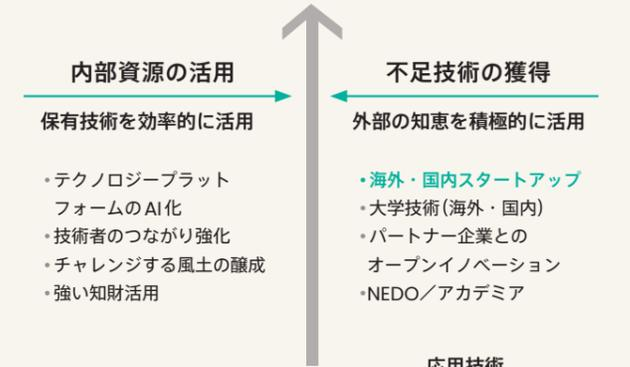 内部資源の活用
保有技術を効率的に活用
•テクノロジープラット
フォームのAI化
•技術者のつながり強化
•チャレンジする風土の醸成
•強い知財活用
不足技術の獲得
外部の知恵を積極的に活用
•海外・国内スタートアップ
•大学技術(海外・国内)
•パートナー企業との
オープンイノベーション
•NEDO／アカデミア
応用技術